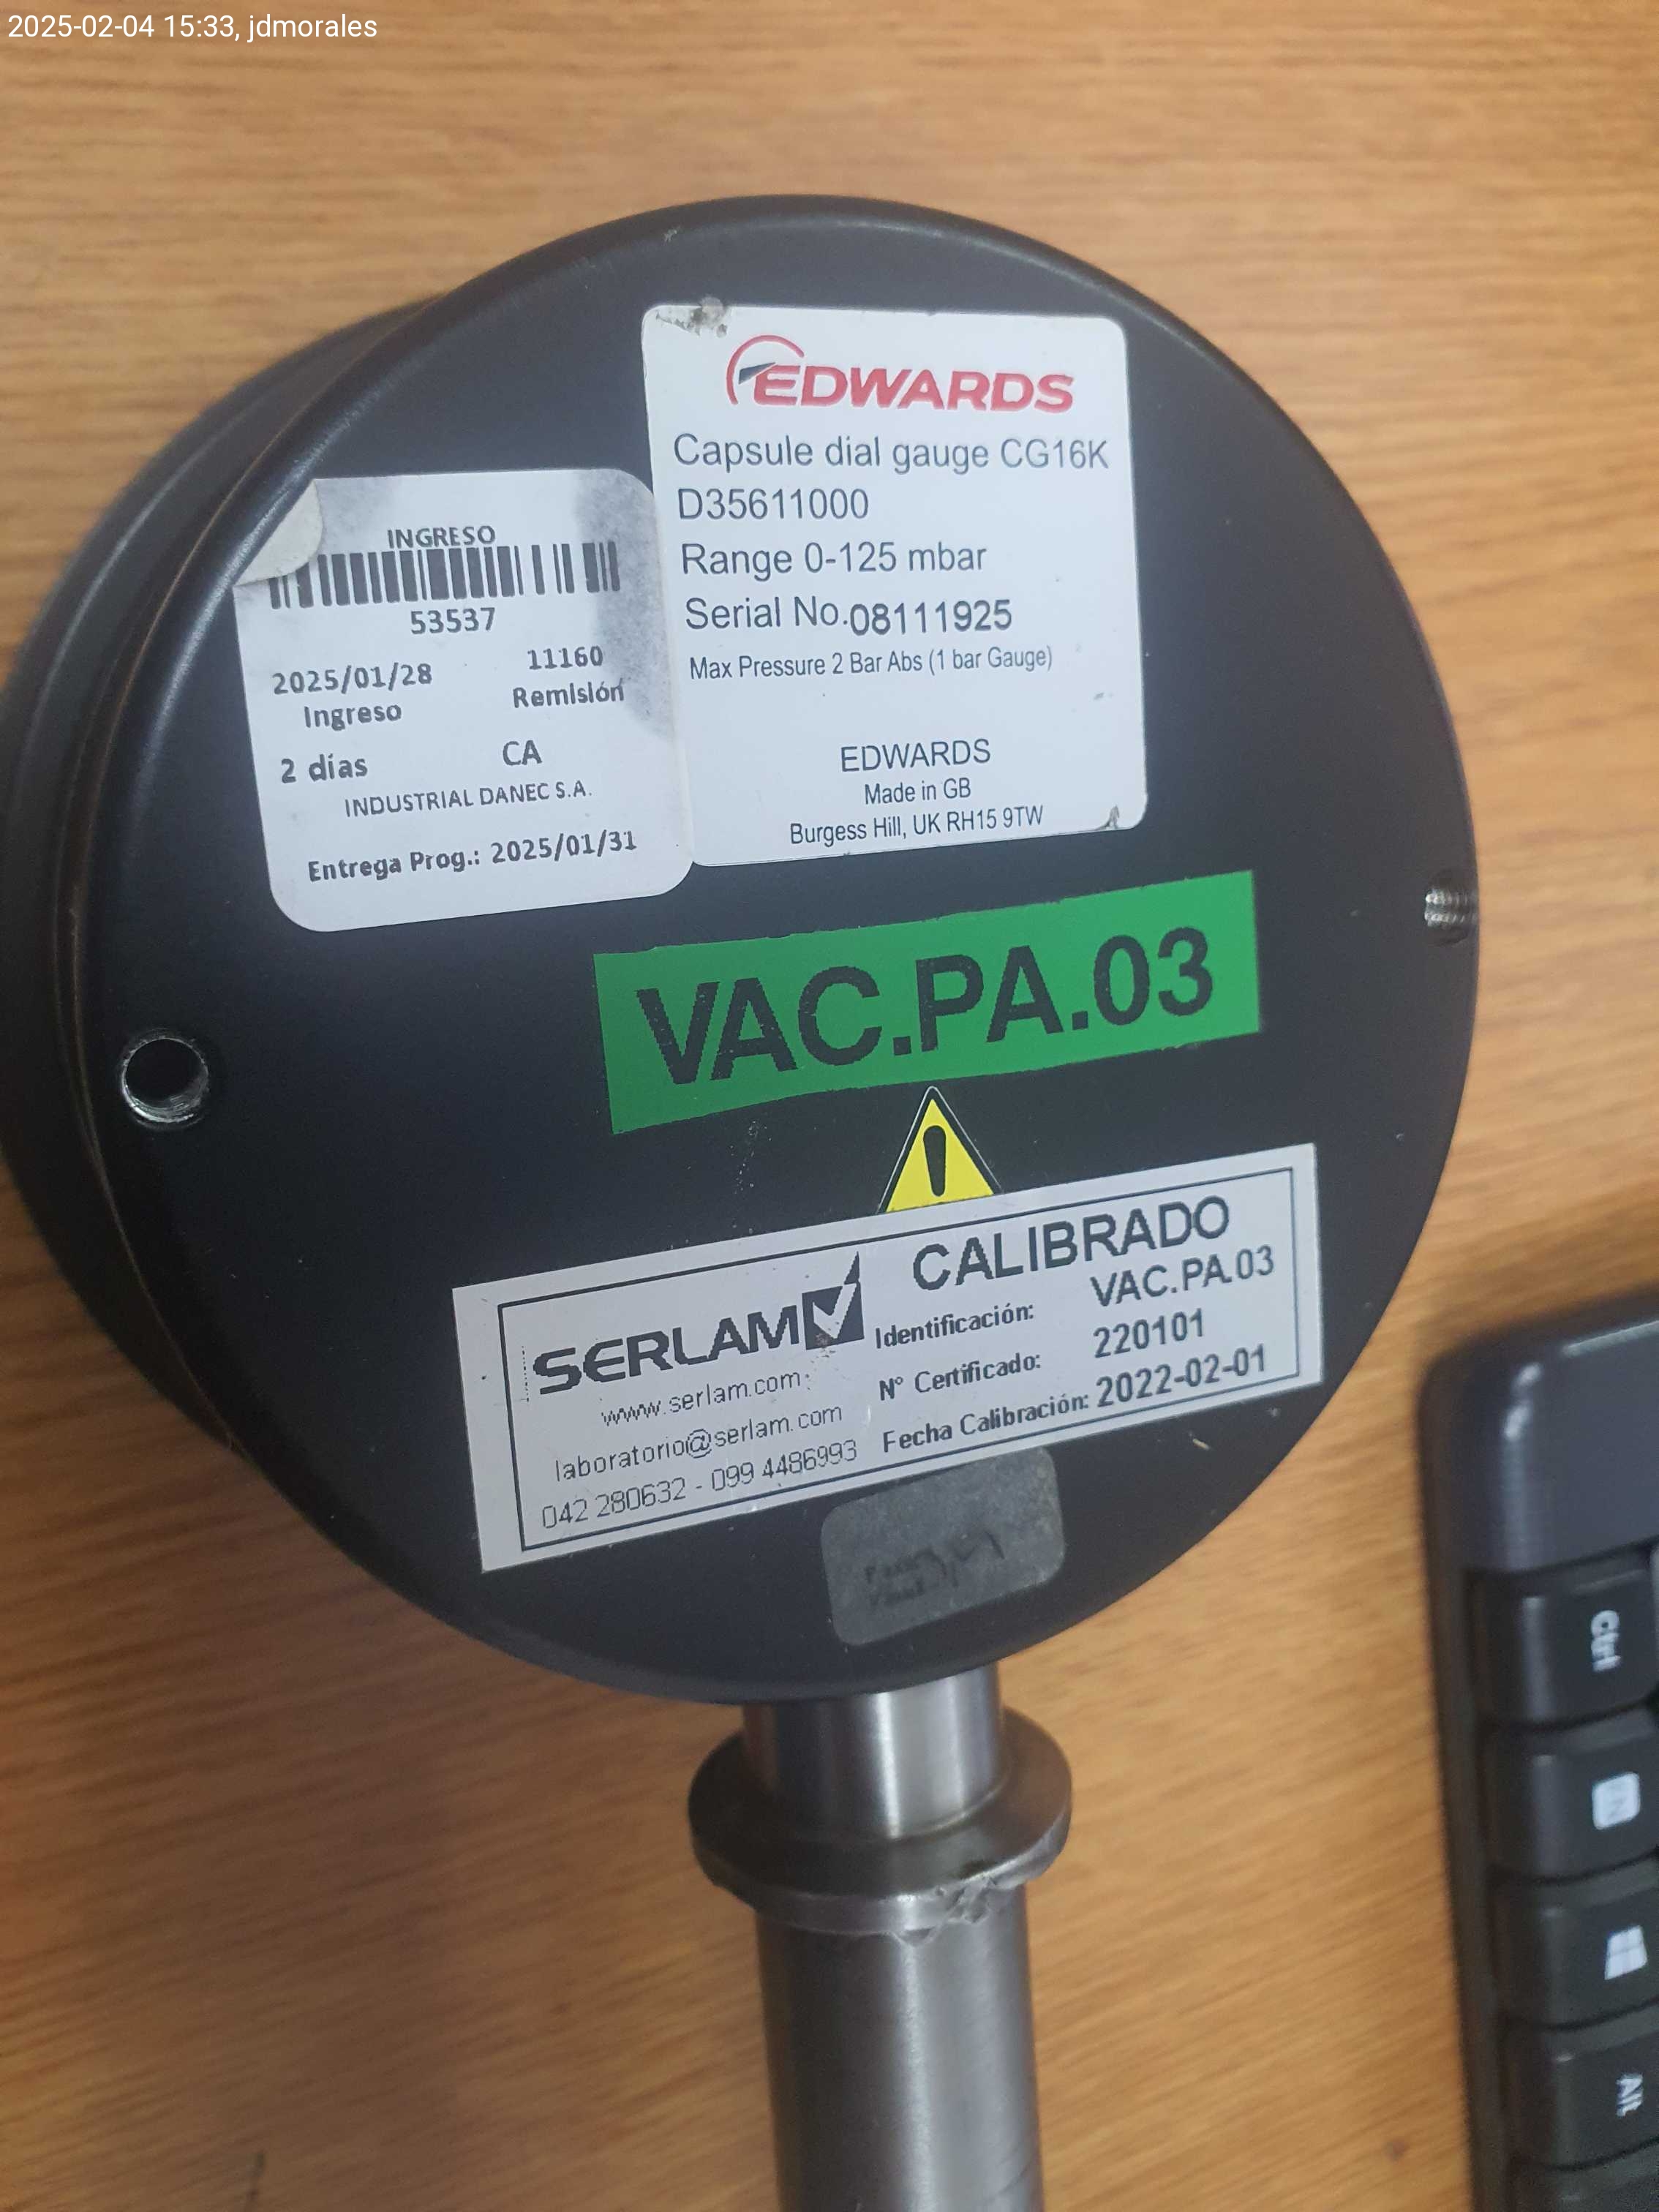 2025-02-04 15:33, jdmorales
EDWARDS
Capsule dial gauge CG16K
D35611000
Range 0-125 mbar
Serial No.08111925
Max Pressure 2 Bar Abs (1 bar Gauge)
EDWARDS
Made in GB
Burgess Hill, UK RH15 9TW
INGRESO
53537
2025/01/28 11160
Ingreso Remisión
2 días CA
INDUSTRIAL DANEC S.A.
Entrega Prog.: 2025/01/31
VAC.PA.03
SERLAM
www.serlam.com
laboratorio@serlam.com
042 280632 - 099 4486993
CALIBRADO
Identificación: VAC.PA.03
N° Certificado: 220101
Fecha Calibración: 2022-02-01
Ctrl
Alt